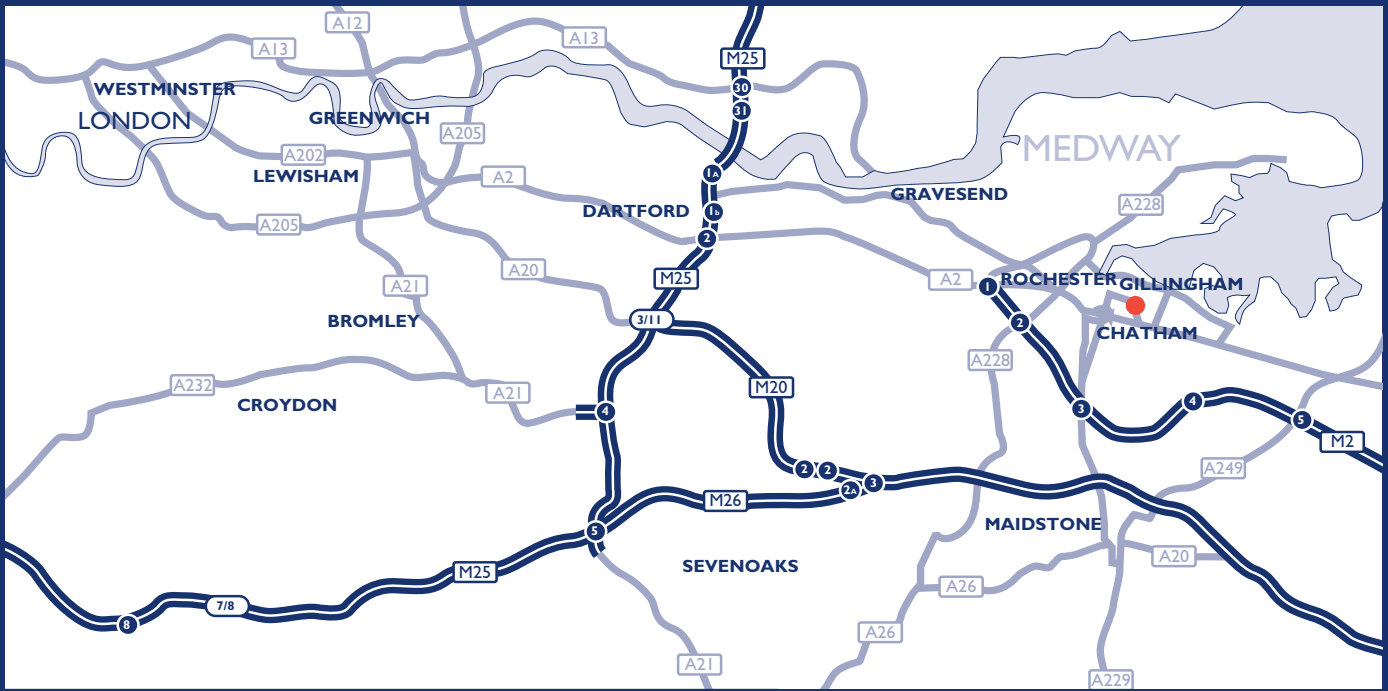 A12
A13
A13
M25
30
WESTMINSTER
31
GREENWICH
LONDON
A205
MEDWAY
A202
LEWISHAM
A2
1A
GRAVESEND
A228
DARTFORD
1b
A205
2
A20
M25
A2
1
ROCHESTER
GILLINGHAM
A21
BROMLEY
3/11
2
CHATHAM
A228
A232
M20
A21
CROYDON
4
3
4
5
M2
2
2
A249
3
2A
M26
MAIDSTONE
5
A20
SEVENOAKS
M25
A26
7/8
8
A26
A21
A229